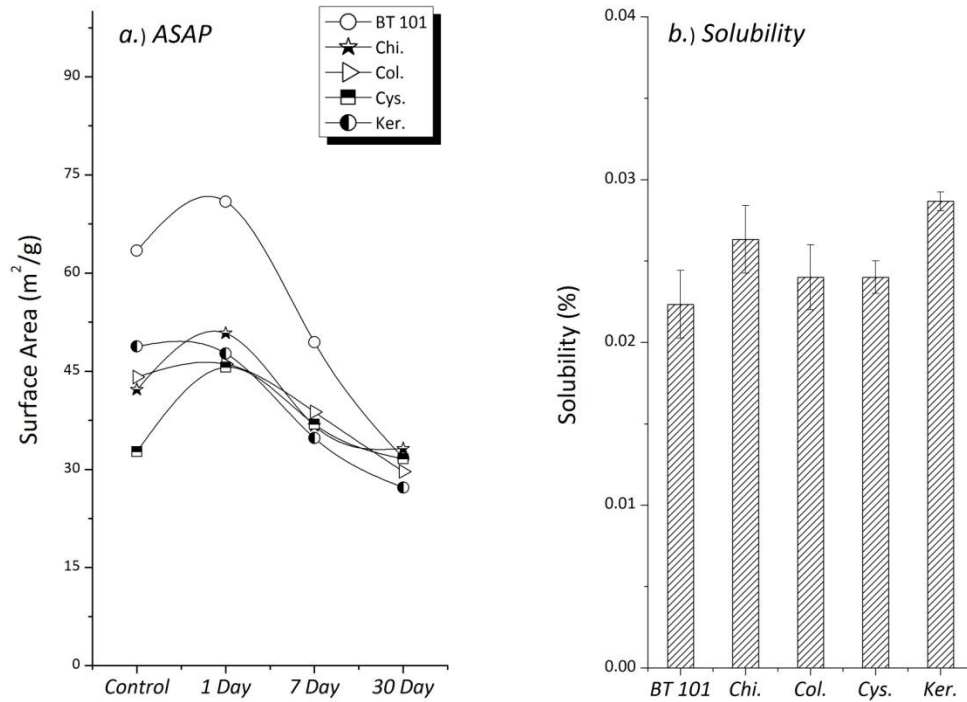 a.) ASAP
BT 101
Chi.
Col.
Cys.
Ker.
Surface Area (m²/g)
90
75
60
45
30
15
0
Control
1 Day
7 Day
30 Day
b.) Solubility
Solubility (%)
0.04
0.03
0.02
0.01
0.00
BT 101
Chi.
Col.
Cys.
Ker.